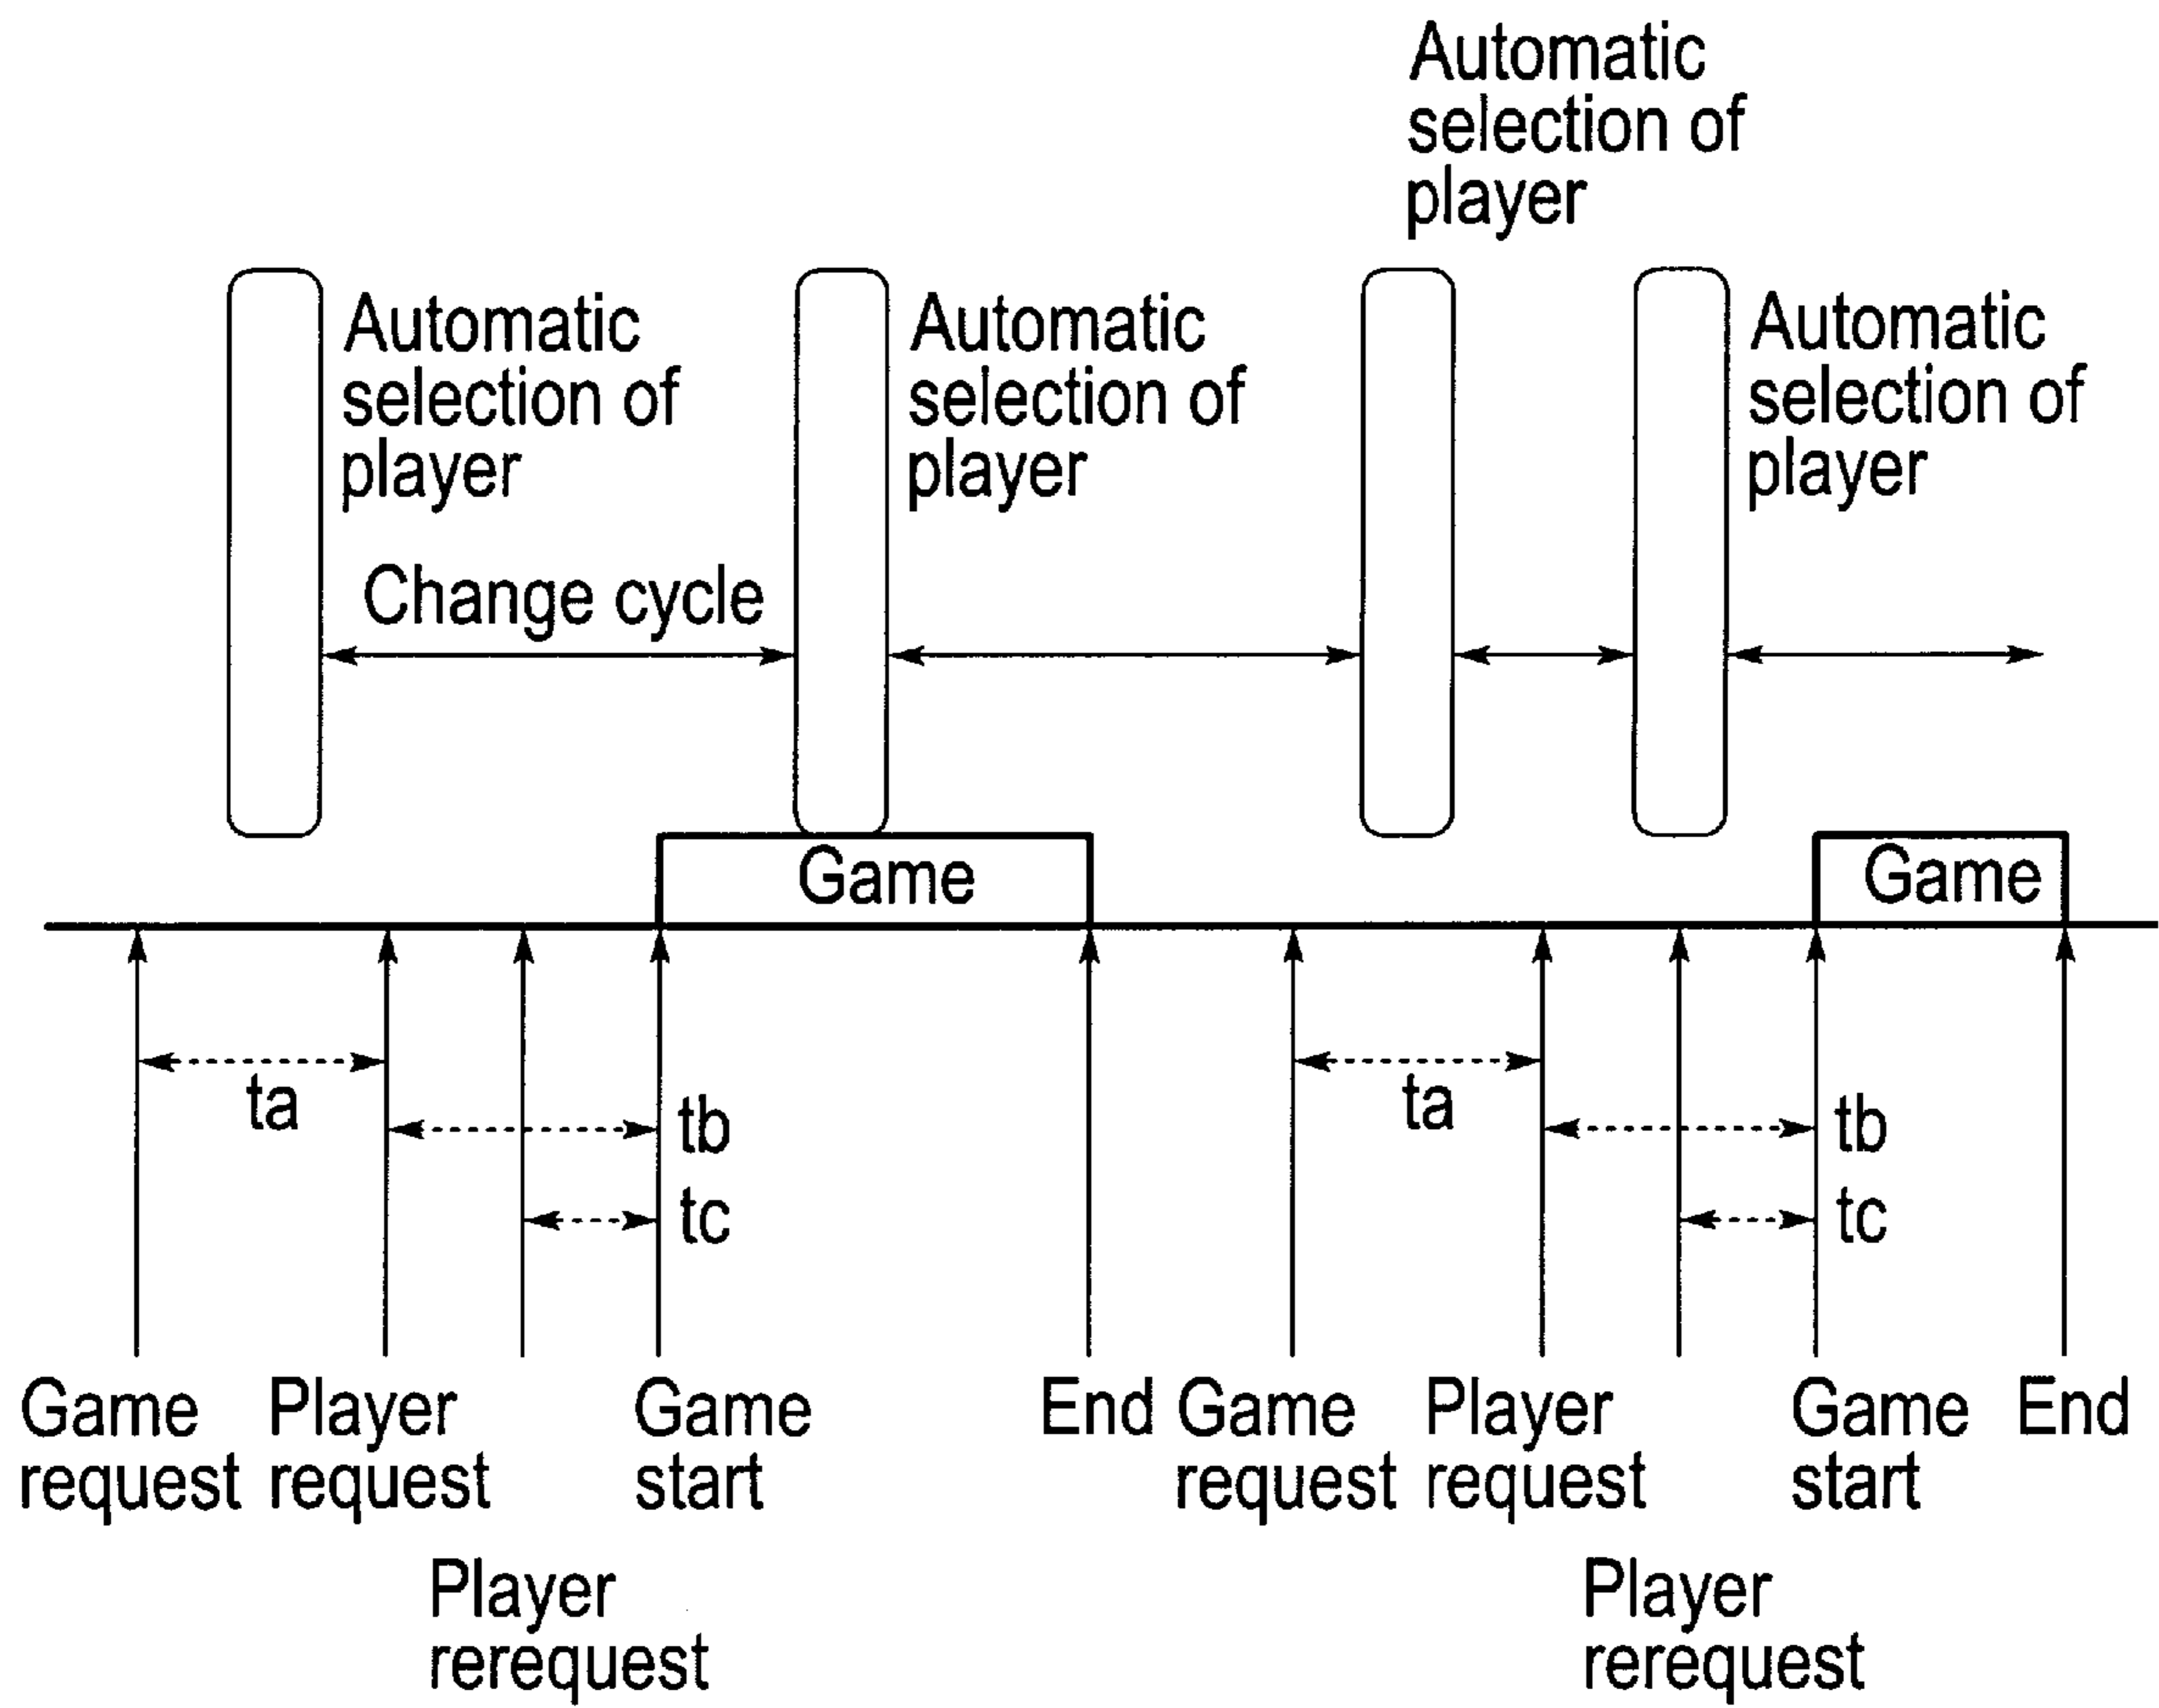 Automatic
selection of
player
Automatic
selection of
player
Automatic
selection of
player
Automatic
selection of
player
Change cycle
Game
Game
ta
tb
tc
ta
tb
tc
Game
request
Player
request
Game
start
End
Game
request
Player
request
Game
start
End
Player
rerequest
Player
rerequest